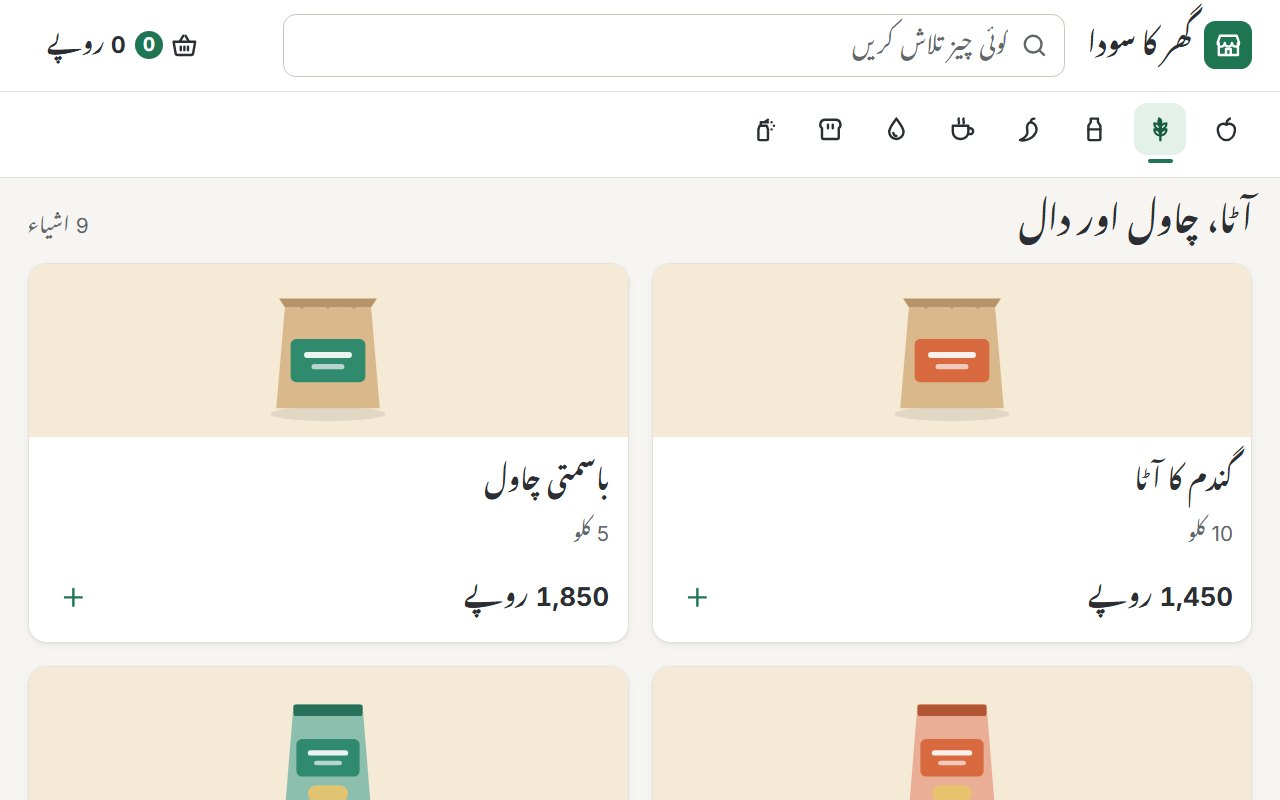 گھر کا سودا
کوئی چیز تلاش کریں
0
0 روپے
آٹا، چاول اور دال
9 اشیاء
گندم کا آٹا
10 کلو
1,450 روپے
باسمتی چاول
5 کلو
1,850 روپے